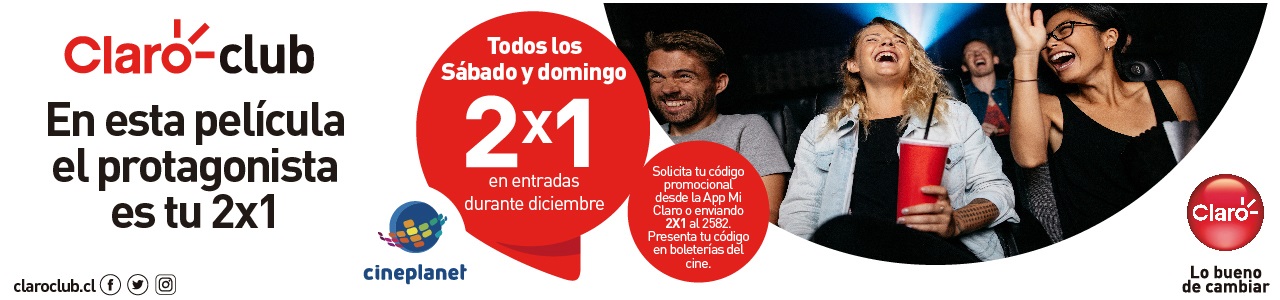 Claro-club
En esta película
el protagonista
es tu 2x1
claroclub.cl
Todos los
Sábado y domingo
2x1
en entradas
durante diciembre
cineplanet
Solicita tu código
promocional
desde la App Mi
Claro o enviando
2X1 al 2582.
Presenta tu código
en boleterías del
cine.
Claro-
Lo bueno
de cambiar